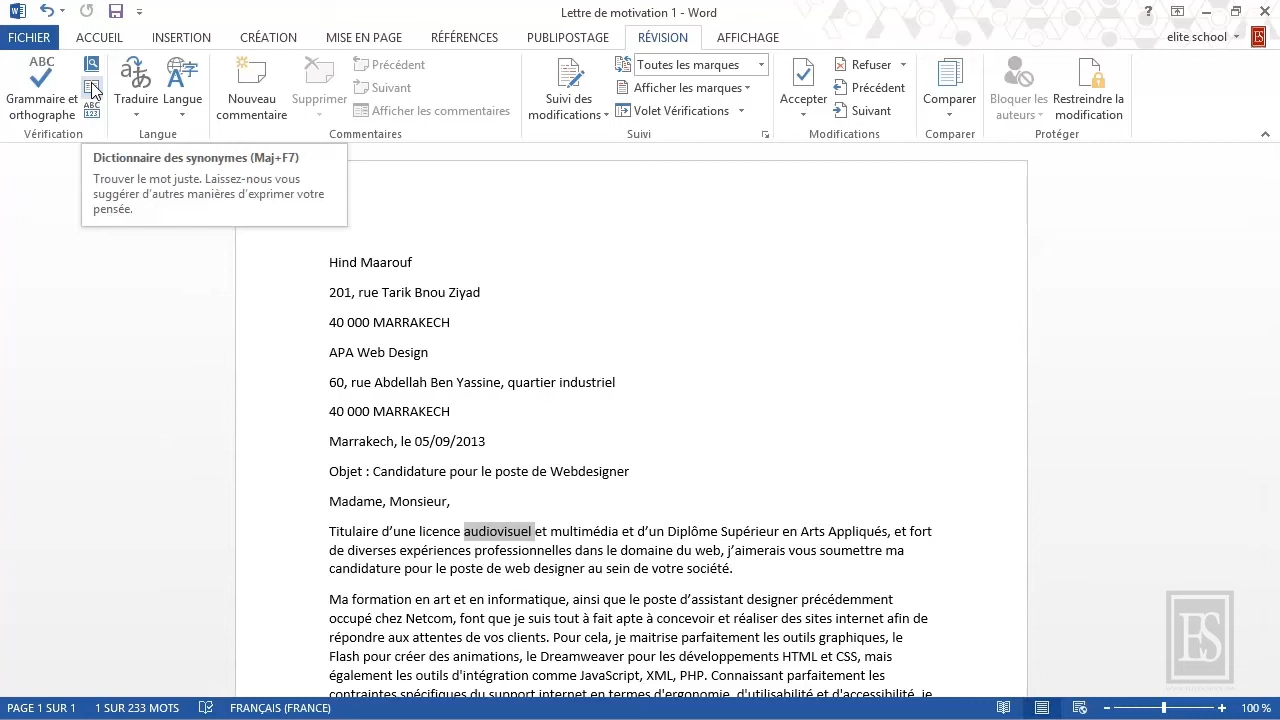 Lettre de motivation 1 - Word
FICHIER ACCUEIL INSERTION CRÉATION MISE EN PAGE RÉFÉRENCES PUBLIPOSTAGE RÉVISION AFFICHAGE elite school ES
ABC
Grammaire et
orthographe
ABC
123
Traduire
Langue
Nouveau
commentaire
Supprimer
Précédent
Suivant
Afficher les commentaires
Suivi des
modifications
Toutes les marques
Afficher les marques
Volet Vérifications
Accepter
Refuser
Précédent
Suivant
Comparer
Bloquer les
auteurs
Restreindre la
modification
Vérification Langue Commentaires Suivi Modifications Comparer Protéger
Dictionnaire des synonymes (Maj+F7)
Trouver le mot juste. Laissez-nous vous
suggérer d'autres manières d'exprimer votre
pensée.
Hind Maarouf
201, rue Tarik Bnou Ziyad
40 000 MARRAKECH
APA Web Design
60, rue Abdellah Ben Yassine, quartier industriel
40 000 MARRAKECH
Marrakech, le 05/09/2013
Objet : Candidature pour le poste de Webdesigner
Madame, Monsieur,
Titulaire d’une licence audiovisuel et multimédia et d’un Diplôme Supérieur en Arts Appliqués, et fort
de diverses expériences professionnelles dans le domaine du web, j’aimerais vous soumettre ma
candidature pour le poste de web designer au sein de votre société.
Ma formation en art et en informatique, ainsi que le poste d’assistant designer précédemment
occupé chez Netcom, font que je suis tout à fait apte à concevoir et réaliser des sites internet afin de
répondre aux attentes de vos clients. Pour cela, je maitrise parfaitement les outils graphiques, le
Flash pour créer des animations, le Dreamweaver pour les développements HTML et CSS, mais
également les outils d'intégration comme JavaScript, XML, PHP. Connaissant parfaitement les
contraintes spécifiques du support internet en termes d'ergonomie, d'utilisabilité et d'accessibilité, je
ES
PAGE 1 SUR 1 1 SUR 233 MOTS FRANÇAIS (FRANCE) 100 %